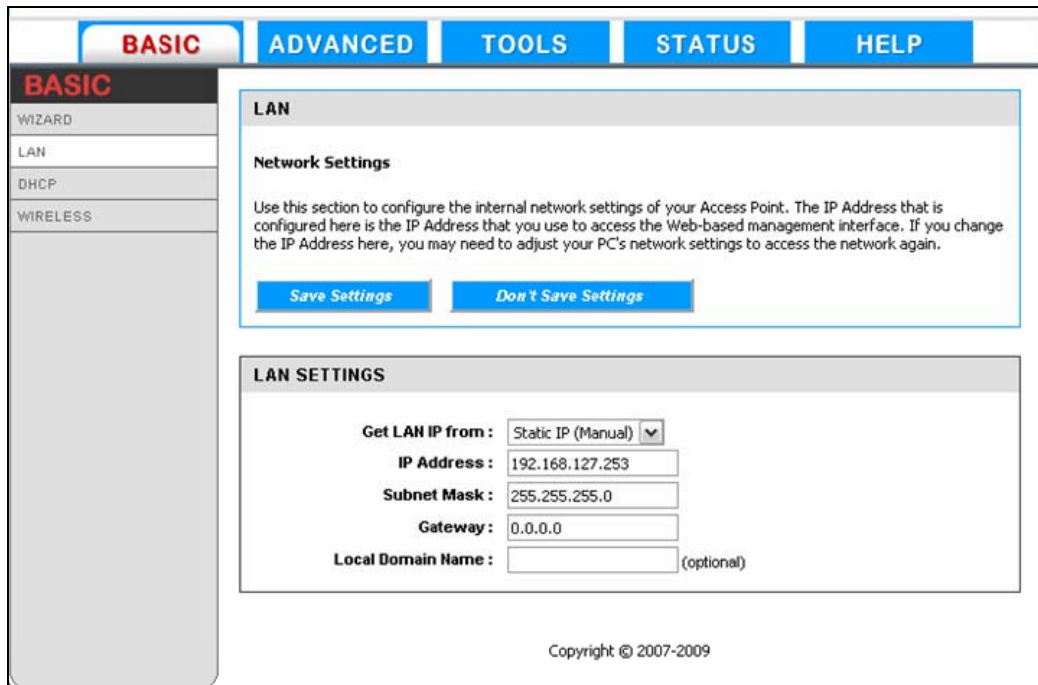 BASIC ADVANCED TOOLS STATUS HELP
BASIC
WIZARD
LAN
DHCP
WIRELESS
LAN
Network Settings
Use this section to configure the internal network settings of your Access Point. The IP Address that is
configured here is the IP Address that you use to access the Web-based management interface. If you change
the IP Address here, you may need to adjust your PC's network settings to access the network again.
Save Settings Don't Save Settings
LAN SETTINGS
Get LAN IP from : Static IP (Manual)
IP Address : 192.168.127.253
Subnet Mask : 255.255.255.0
Gateway : 0.0.0.0
Local Domain Name : (optional)
Copyright © 2007-2009